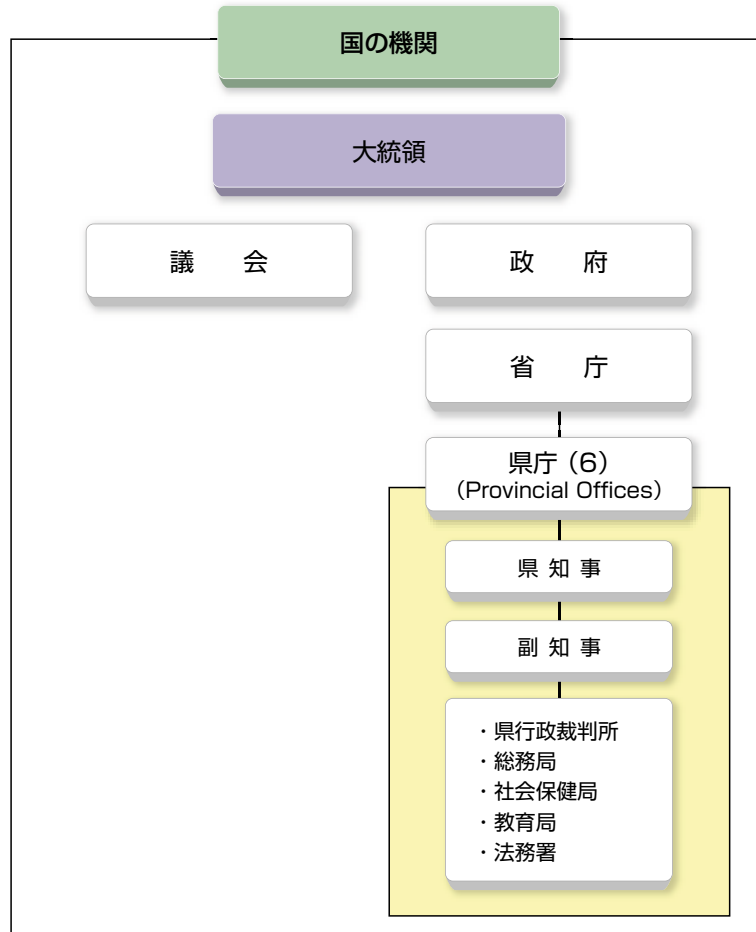 国の機関
大統領
議　会
政　府
省　庁
県庁（6）
（Provincial Offices）
県 知 事
副 知 事
・県行政裁判所
・総務局
・社会保健局
・教育局
・法務署